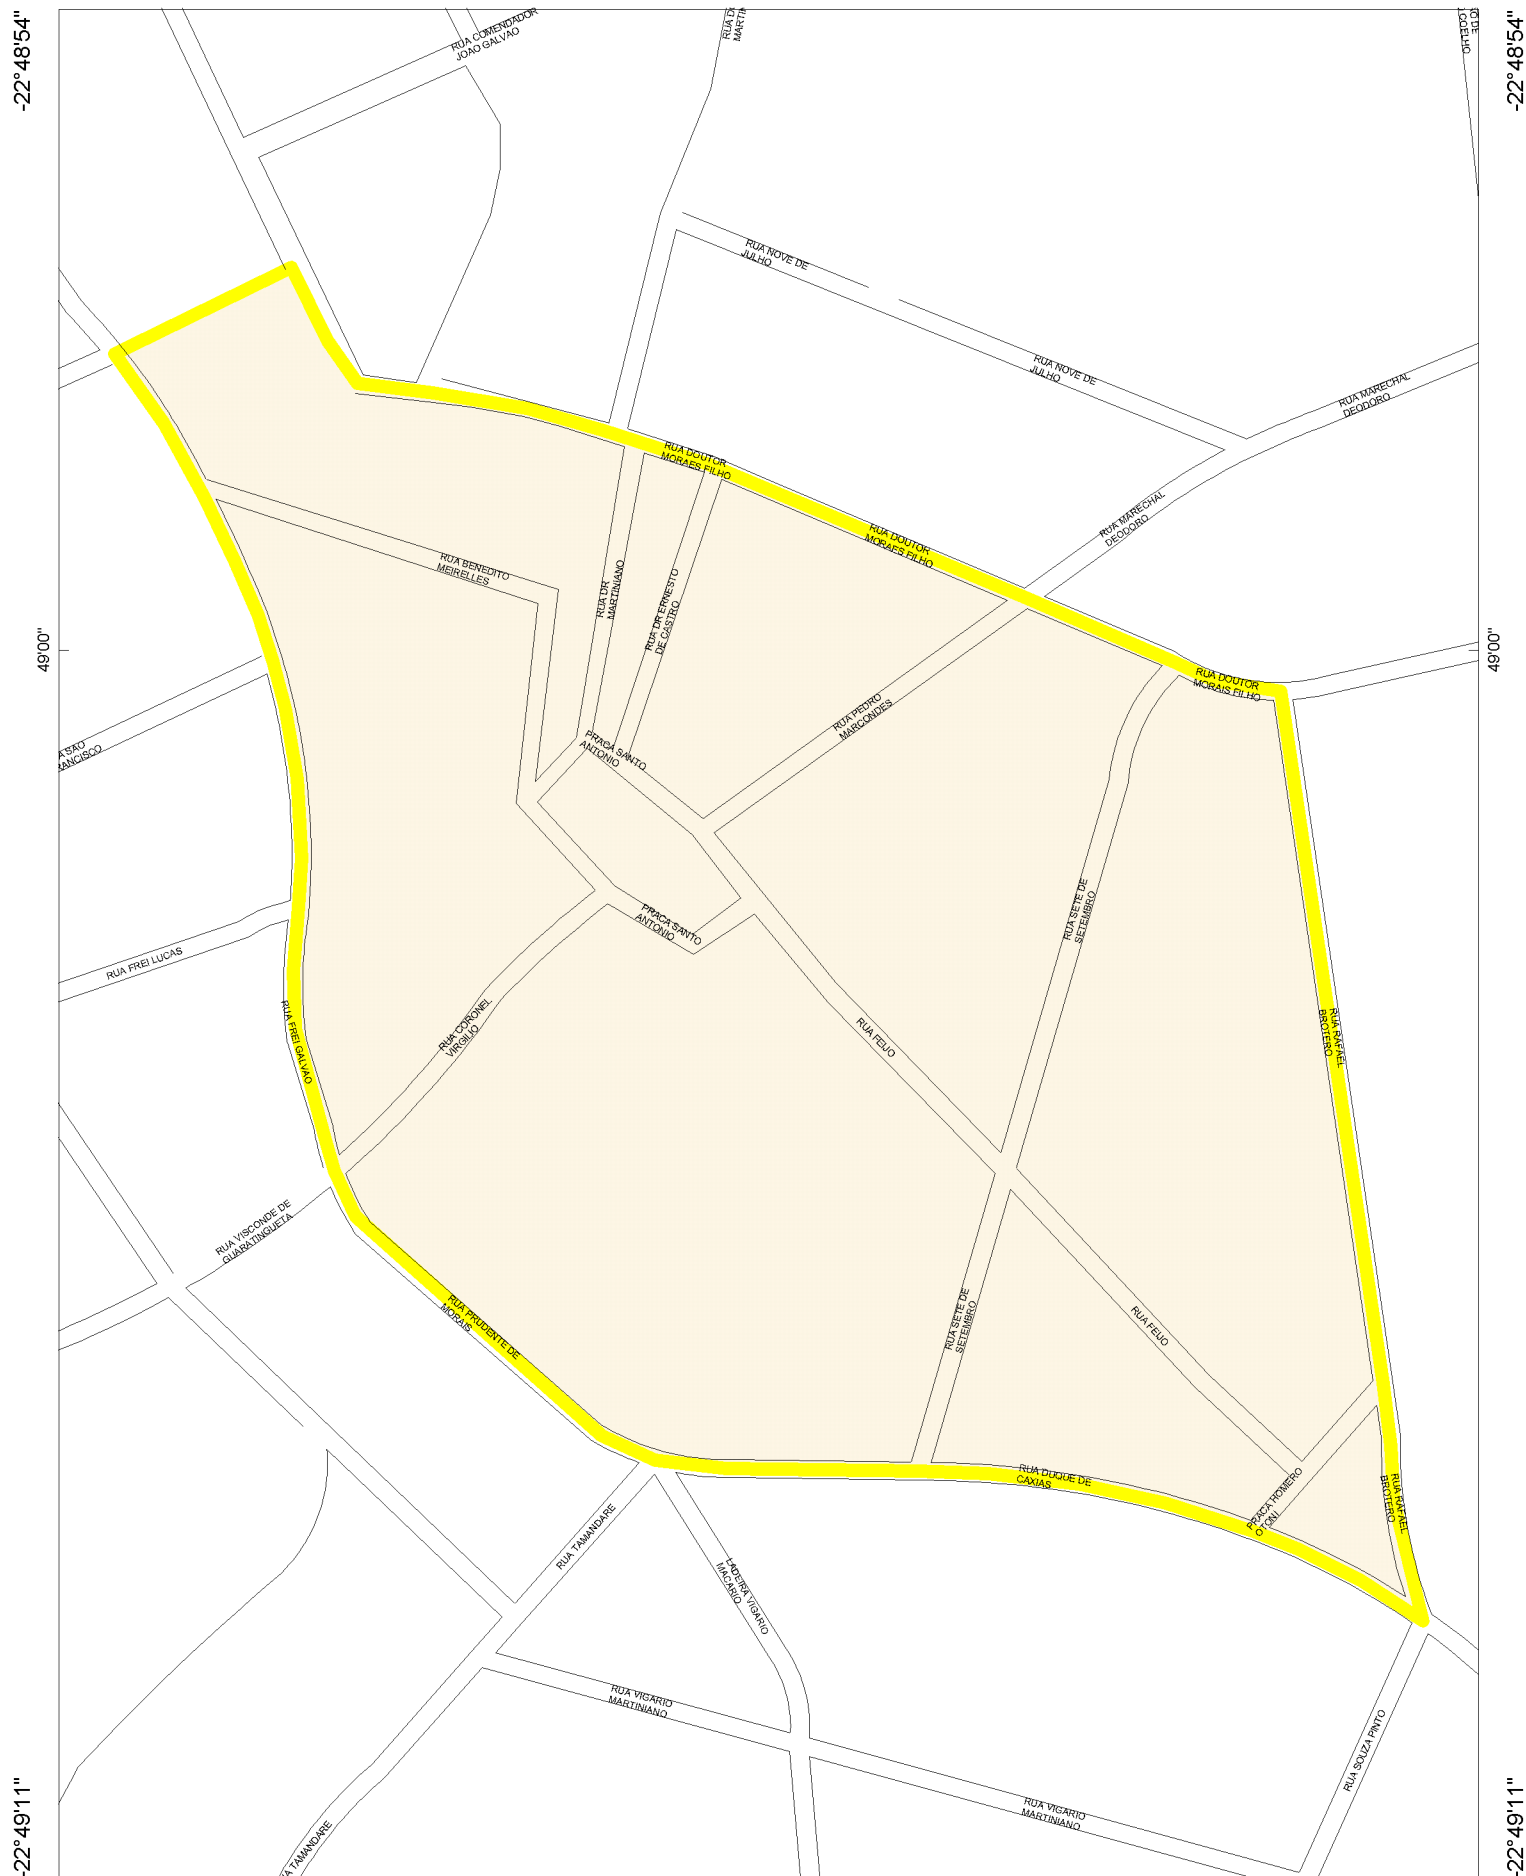 -22°48'54"
-22°48'54"
RUA COMENDADOR
JOAO GALVAO
COELHO
RUA NOVE DE
JULHO
RUA NOVE DE
JULHO
RUA MARECHAL
DEODORO
RUA DOUTOR
MORAES FILHO
RUA MARECHAL
DEODORO
RUA DOUTOR
MORAES FILHO
RUA BENEDITO
MEIRELLES
RUA DR
MARTINIANO
RUA DR ERNESTO
DE CASTRO
49'00"
49'00"
RUA DOUTOR
MORAIS FILHO
RUA PEDRO
MARCONDES
A SAO
RANCISCO
PRACA SANTO
ANTONIO
RUA SETE DE
SETEMBRO
PRACA SANTO
ANTONIO
RUA FREI LUCAS
RUA CORONEL
VIRGILIO
RUA FREI GALVAO
RUA FEIJO
RUA RAFAEL
BROTERO
RUA VISCONDE DE
GUARATINGUETA
RUA PRUDENTE DE
MORAIS
RUA SETE DE
SETEMBRO
RUA FEIJO
RUA DUQUE DE
CAXIAS
PRACA HOMERO
OTONI
RUA RAFAEL
BROTERO
RUA TAMANDARE
LADEIRA VIGARIO
MACARIO
RUA VIGARIO
MARTINIANO
RUA SOUZA PINTO
RUA VIGARIO
MARTINIANO
A TAMANDARE
-22°49'11"
-22°49'11"